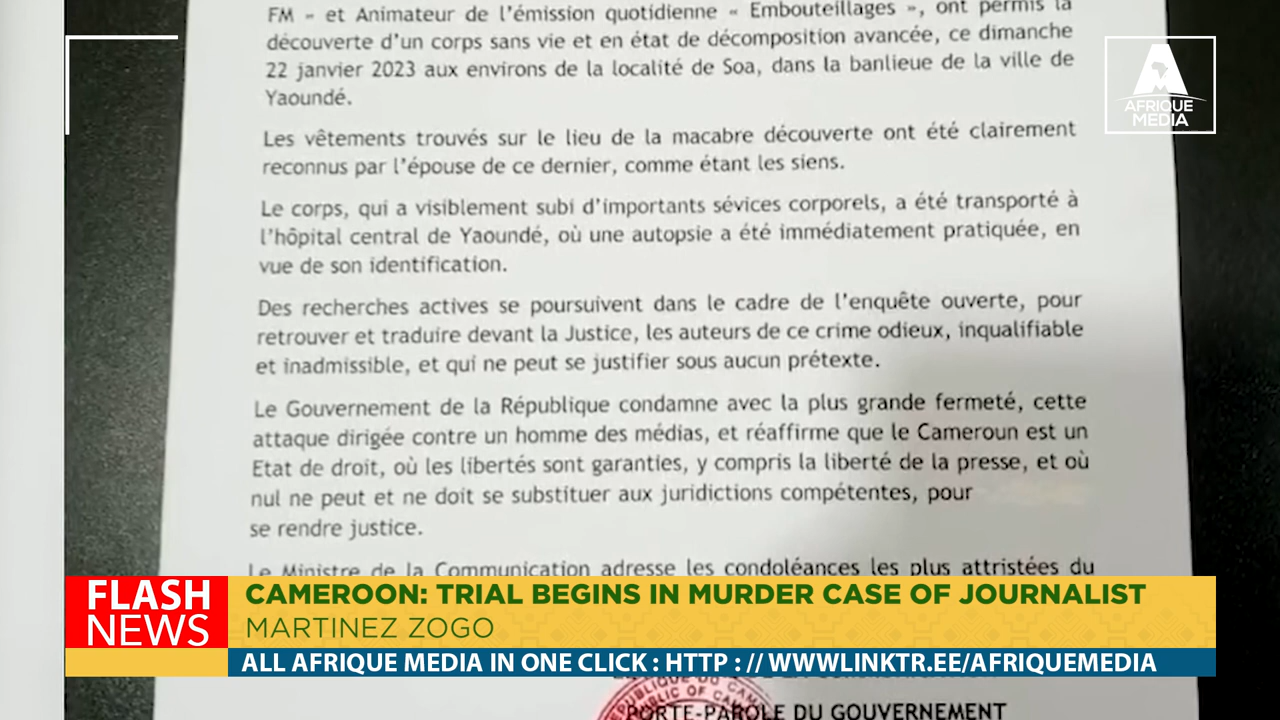 FM » et Animateur de l'émission quotidienne « Embouteillages », ont permis la
découverte d'un corps sans vie et en état de décomposition avancée, ce dimanche
22 janvier 2023 aux environs de la localité de Soa, dans la banlieue de la ville de
Yaoundé.
Les vêtements trouvés sur le lieu de la macabre découverte ont été clairement
reconnus par l'épouse de ce dernier, comme étant les siens.
Le corps, qui a visiblement subi d'importants sévices corporels, a été transporté à
l'hôpital central de Yaoundé, où une autopsie a été immédiatement pratiquée, en
vue de son identification.
Des recherches actives se poursuivent dans le cadre de l'enquête ouverte, pour
retrouver et traduire devant la Justice, les auteurs de ce crime odieux, inqualifiable
et inadmissible, et qui ne peut se justifier sous aucun prétexte.
Le Gouvernement de la République condamne avec la plus grande fermeté, cette
attaque dirigée contre un homme des médias, et réaffirme que le Cameroun est un
Etat de droit, où les libertés sont garanties, y compris la liberté de la presse, et où
nul ne peut et ne doit se substituer aux juridictions compétentes, pour
se rendre justice.
Le Ministre de la Communication adresse les condoléances les plus attristées du
AFRIQUE
MEDIA
FLASH
NEWS
CAMEROON: TRIAL BEGINS IN MURDER CASE OF JOURNALIST
MARTINEZ ZOGO
ALL AFRIQUE MEDIA IN ONE CLICK : HTTP : // WWWLINKTR.EE/AFRIQUEMEDIA
PORTE-PAROLE DU GOUVERNEMENT